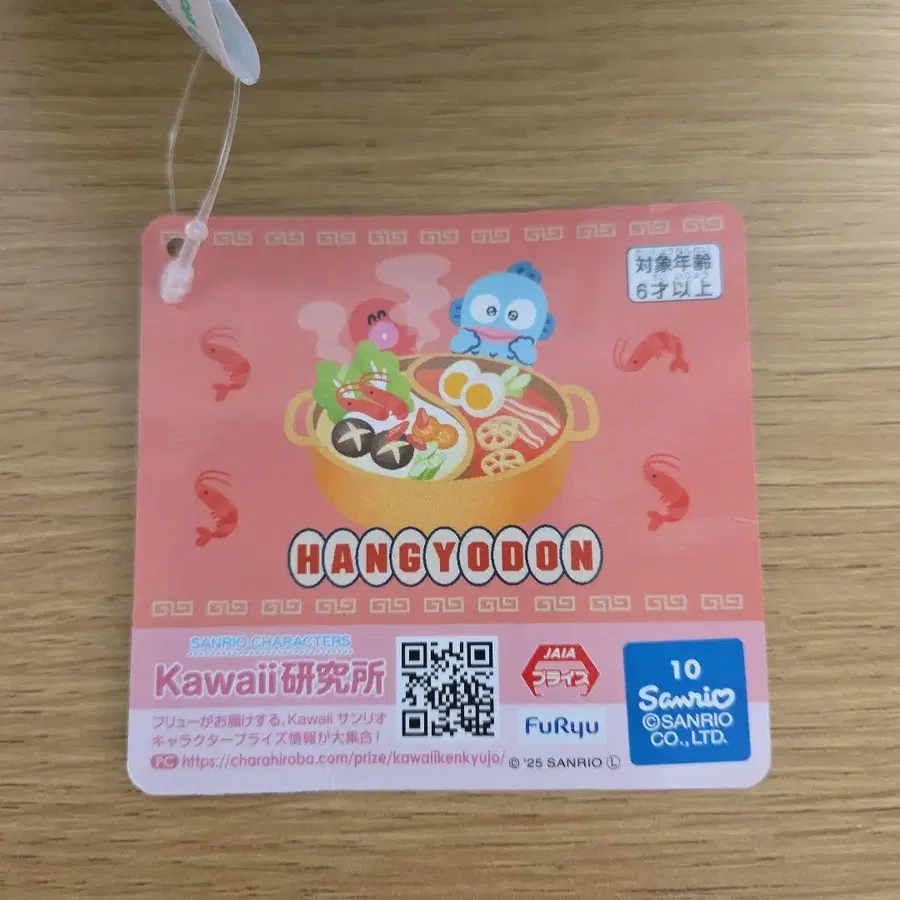 対象年齢
6才以上
HANGYODON
SANRIO CHARACTERS
Kawaii研究所
フリューがお届けする、Kawaii サンリオ
キャラクタープライズ情報が大集合!
PC https://charahiroba.com/prize/kawaiikenkyujo/
© '25 SANRIO Ⓛ
JAIA
プライズ
FuRyu
10
Sanrio
©SANRIO
CO., LTD.